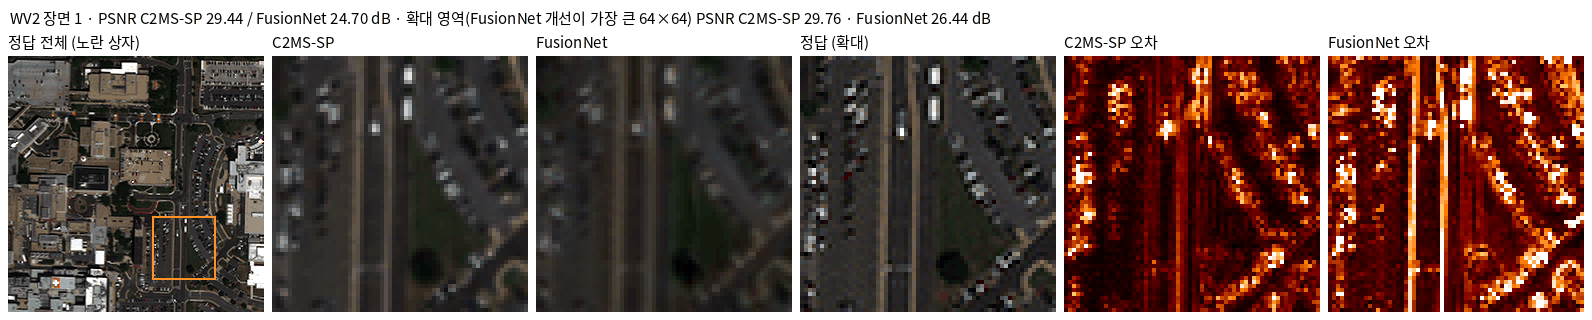 WV2 장면 1 · PSNR C2MS-SP 29.44 / FusionNet 24.70 dB · 확대 영역(FusionNet 개선이 가장 큰 64×64) PSNR C2MS-SP 29.76 · FusionNet 26.44 dB
정답 전체 (노란 상자)
C2MS-SP
FusionNet
정답 (확대)
C2MS-SP 오차
FusionNet 오차